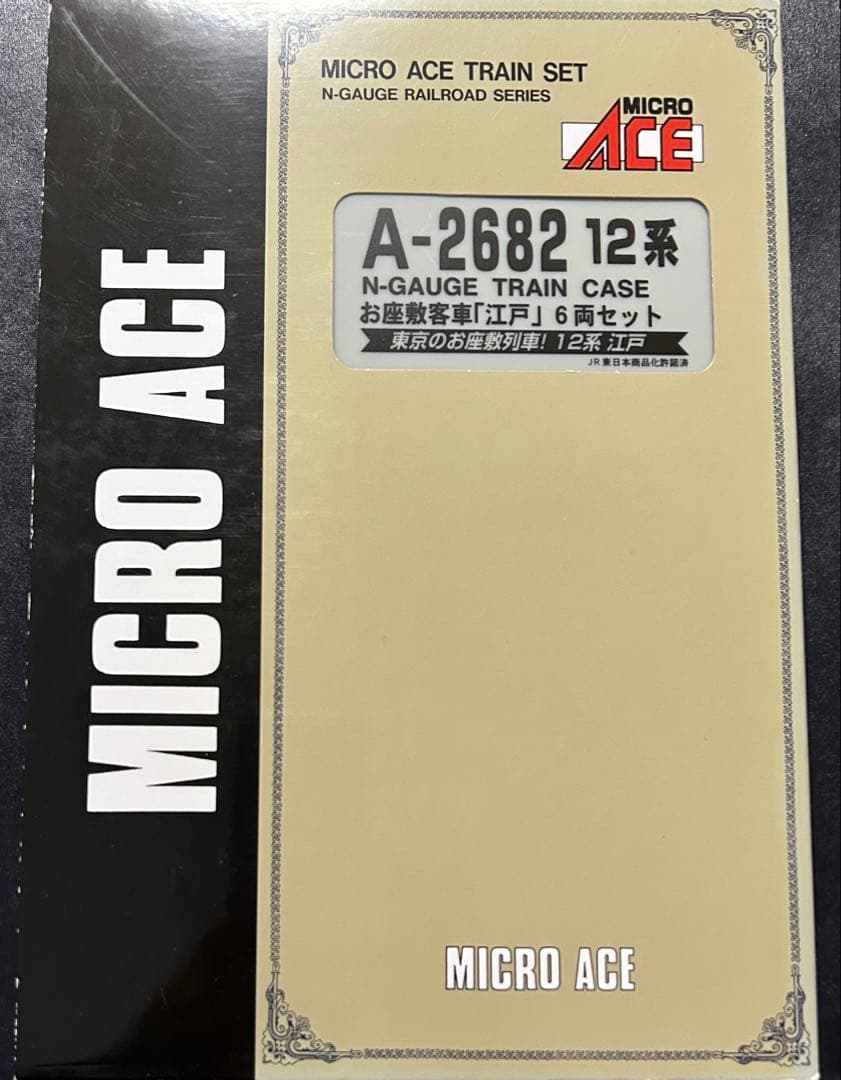 MICRO ACE TRAIN SET
N-GAUGE RAILROAD SERIES
MICRO
ACE
A-2682 12系
N-GAUGE TRAIN CASE
お座敷客車「江戸」6両セット
東京のお座敷列車! 12系 江戸
JR東日本商品化許諾済
MICRO ACE
MICRO ACE